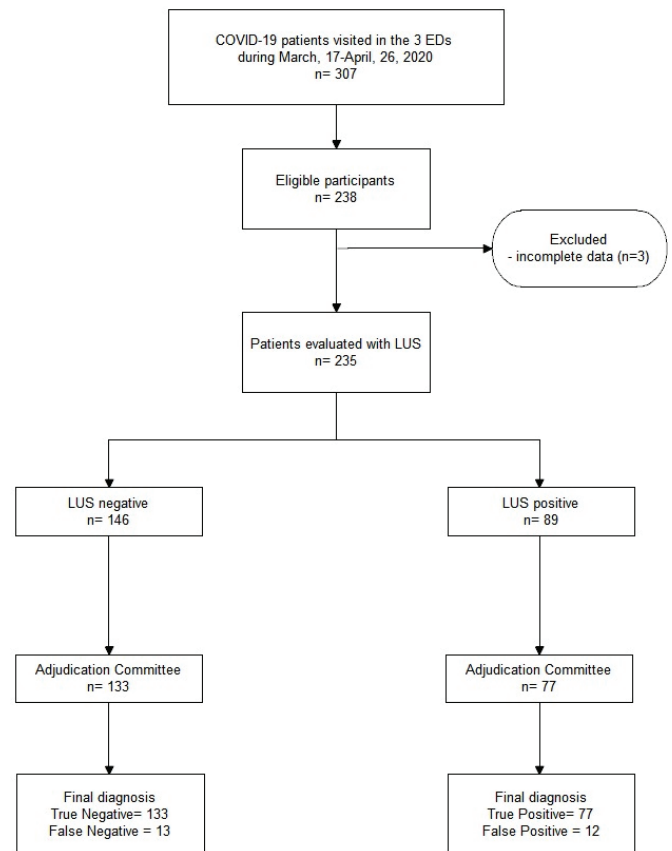 COVID-19 patients visited in the 3 EDs
during March, 17-April, 26, 2020
n= 307
Eligible participants
n= 238
Excluded
- incomplete data (n=3)
Patients evaluated with LUS
n= 235
LUS negative
n= 146
LUS positive
n= 89
Adjudication Committee
n= 133
Adjudication Committee
n= 77
Final diagnosis
True Negative= 133
False Negative = 13
Final diagnosis
True Positive= 77
False Positive = 12